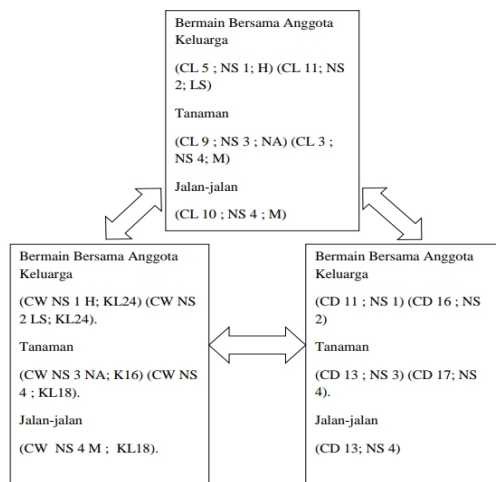 Bermain Bersama Anggota
Keluarga
(CL 5 ; NS 1; H) (CL 11; NS
2; LS)
Tanaman
(CL 9 ; NS 3 ; NA) (CL 3 ;
NS 4; M)
Jalan-jalan
(CL 10 ; NS 4 ; M)
Bermain Bersama Anggota
Keluarga
(CW NS 1 H; KL24) (CW NS
2 LS; KL24).
Tanaman
(CW NS 3 NA; K16) (CW NS
4 ; KL18).
Jalan-jalan
(CW NS 4 M ; KL18).
Bermain Bersama Anggota
Keluarga
(CD 11 ; NS 1) (CD 16 ; NS
2)
Tanaman
(CD 13 ; NS 3) (CD 17; NS
4).
Jalan-jalan
(CD 13; NS 4)